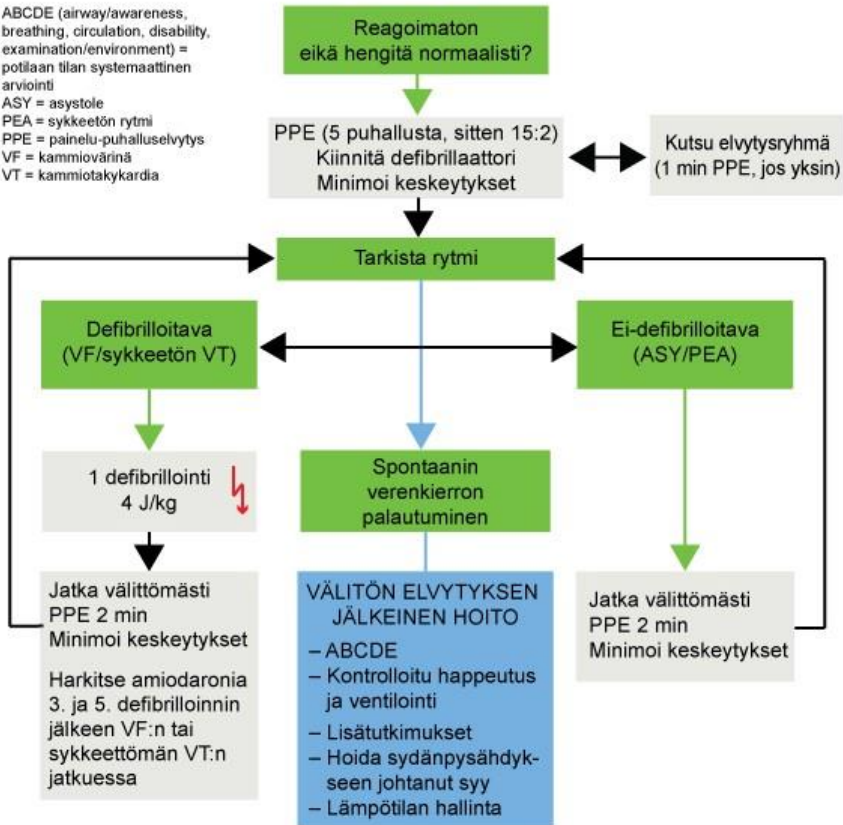 ABCDE (airway/awareness,
breathing, circulation, disability,
examination/environment) =
potilaan tilan systemaattinen
arviointi
ASY = asystole
PEA = sykkeetön rytmi
PPE = painelu-puhalluselvytys
VF = kammiovärinä
VT = kammiotakykardia
Reagoimaton
eikä hengitä normaalisti?
PPE (5 puhallusta, sitten 15:2)
Kiinnitä defibrillaattori
Minimoi keskeytykset
Kutsu elvytysryhmä
(1 min PPE, jos yksin)
Tarkista rytmi
Defibrilloitava
(VF/sykkeetön VT)
Ei-defibrilloitava
(ASY/PEA)
1 defibrillointi
4 J/kg
Spontaanin
verenkierron
palautuminen
Jatka välittömästi
PPE 2 min
Minimoi keskeytykset
Harkitse amiodaronia
3. ja 5. defibrilloinnin
jälkeen VF:n tai
sykkeettömän VT:n
jatkuessa
VÄLITÖN ELVYTYKSEN
JÄLKEINEN HOITO
– ABCDE
– Kontrolloitu happeutus
ja ventilointi
– Lisätutkimukset
– Hoida sydänpysähdyk-
seen johtanut syy
– Lämpötilan hallinta
Jatka välittömästi
PPE 2 min
Minimoi keskeytykset